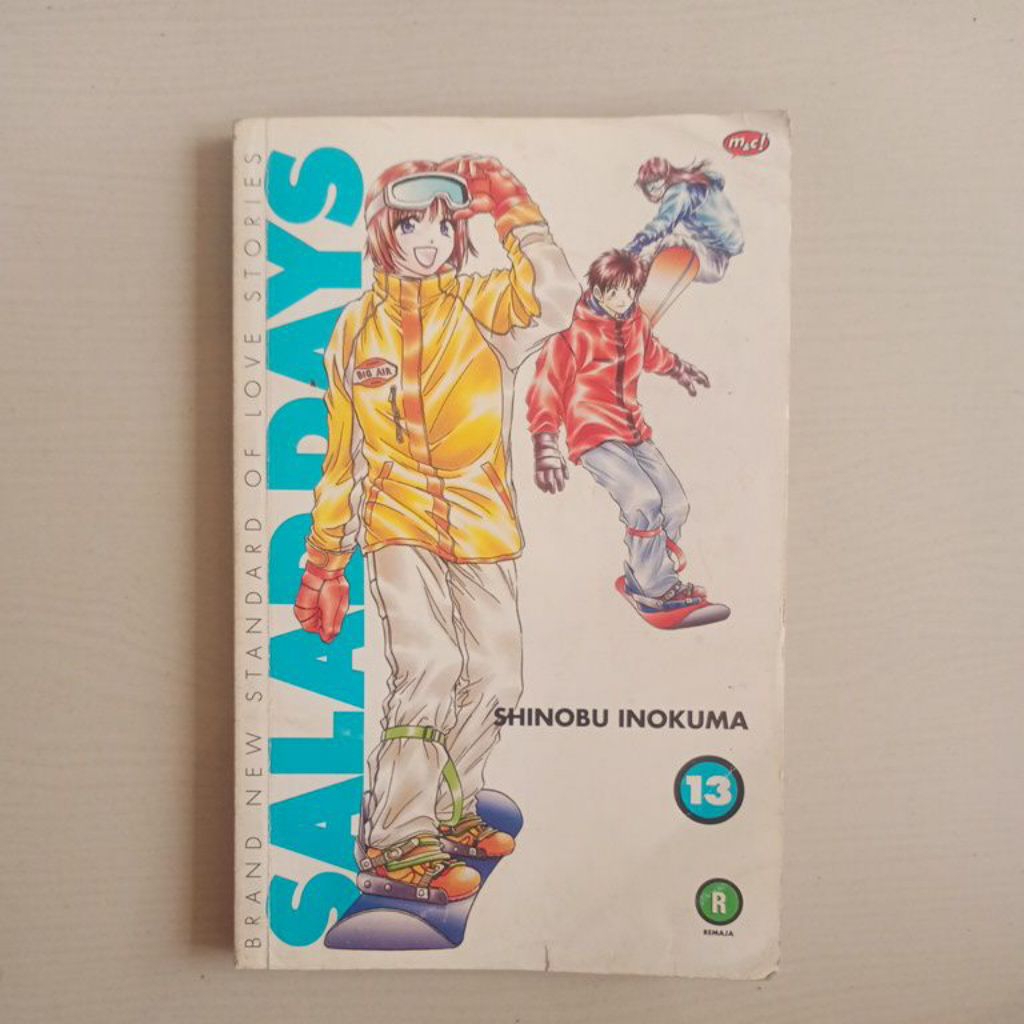 BRAND NEW STANDARD OF LOVE STORIES
SALAD DAYS
m&c!
BIG AIR
SHINOBU INOKUMA
13
R
REMAJA